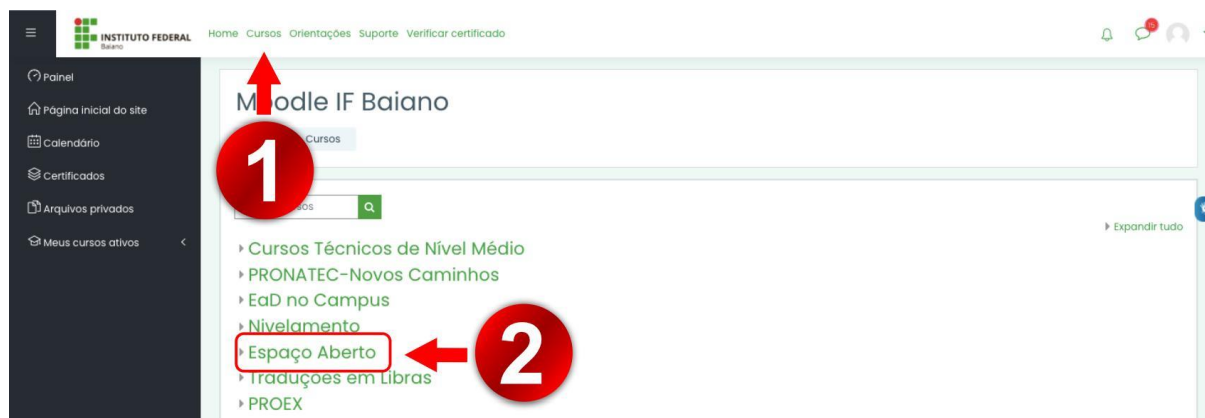 INSTITUTO FEDERAL
Baiano
Home Cursos Orientações Suporte Verificar certificado
Painel
Página inicial do site
Calendário
Certificados
Arquivos privados
Meus cursos ativos
Moodle IF Baiano
Cursos
1
Expandir tudo
Cursos Técnicos de Nível Médio
PRONATEC-Novos Caminhos
EaD no Campus
Nivelamento
Espaço Aberto
2
Traduções em Libras
PROEX